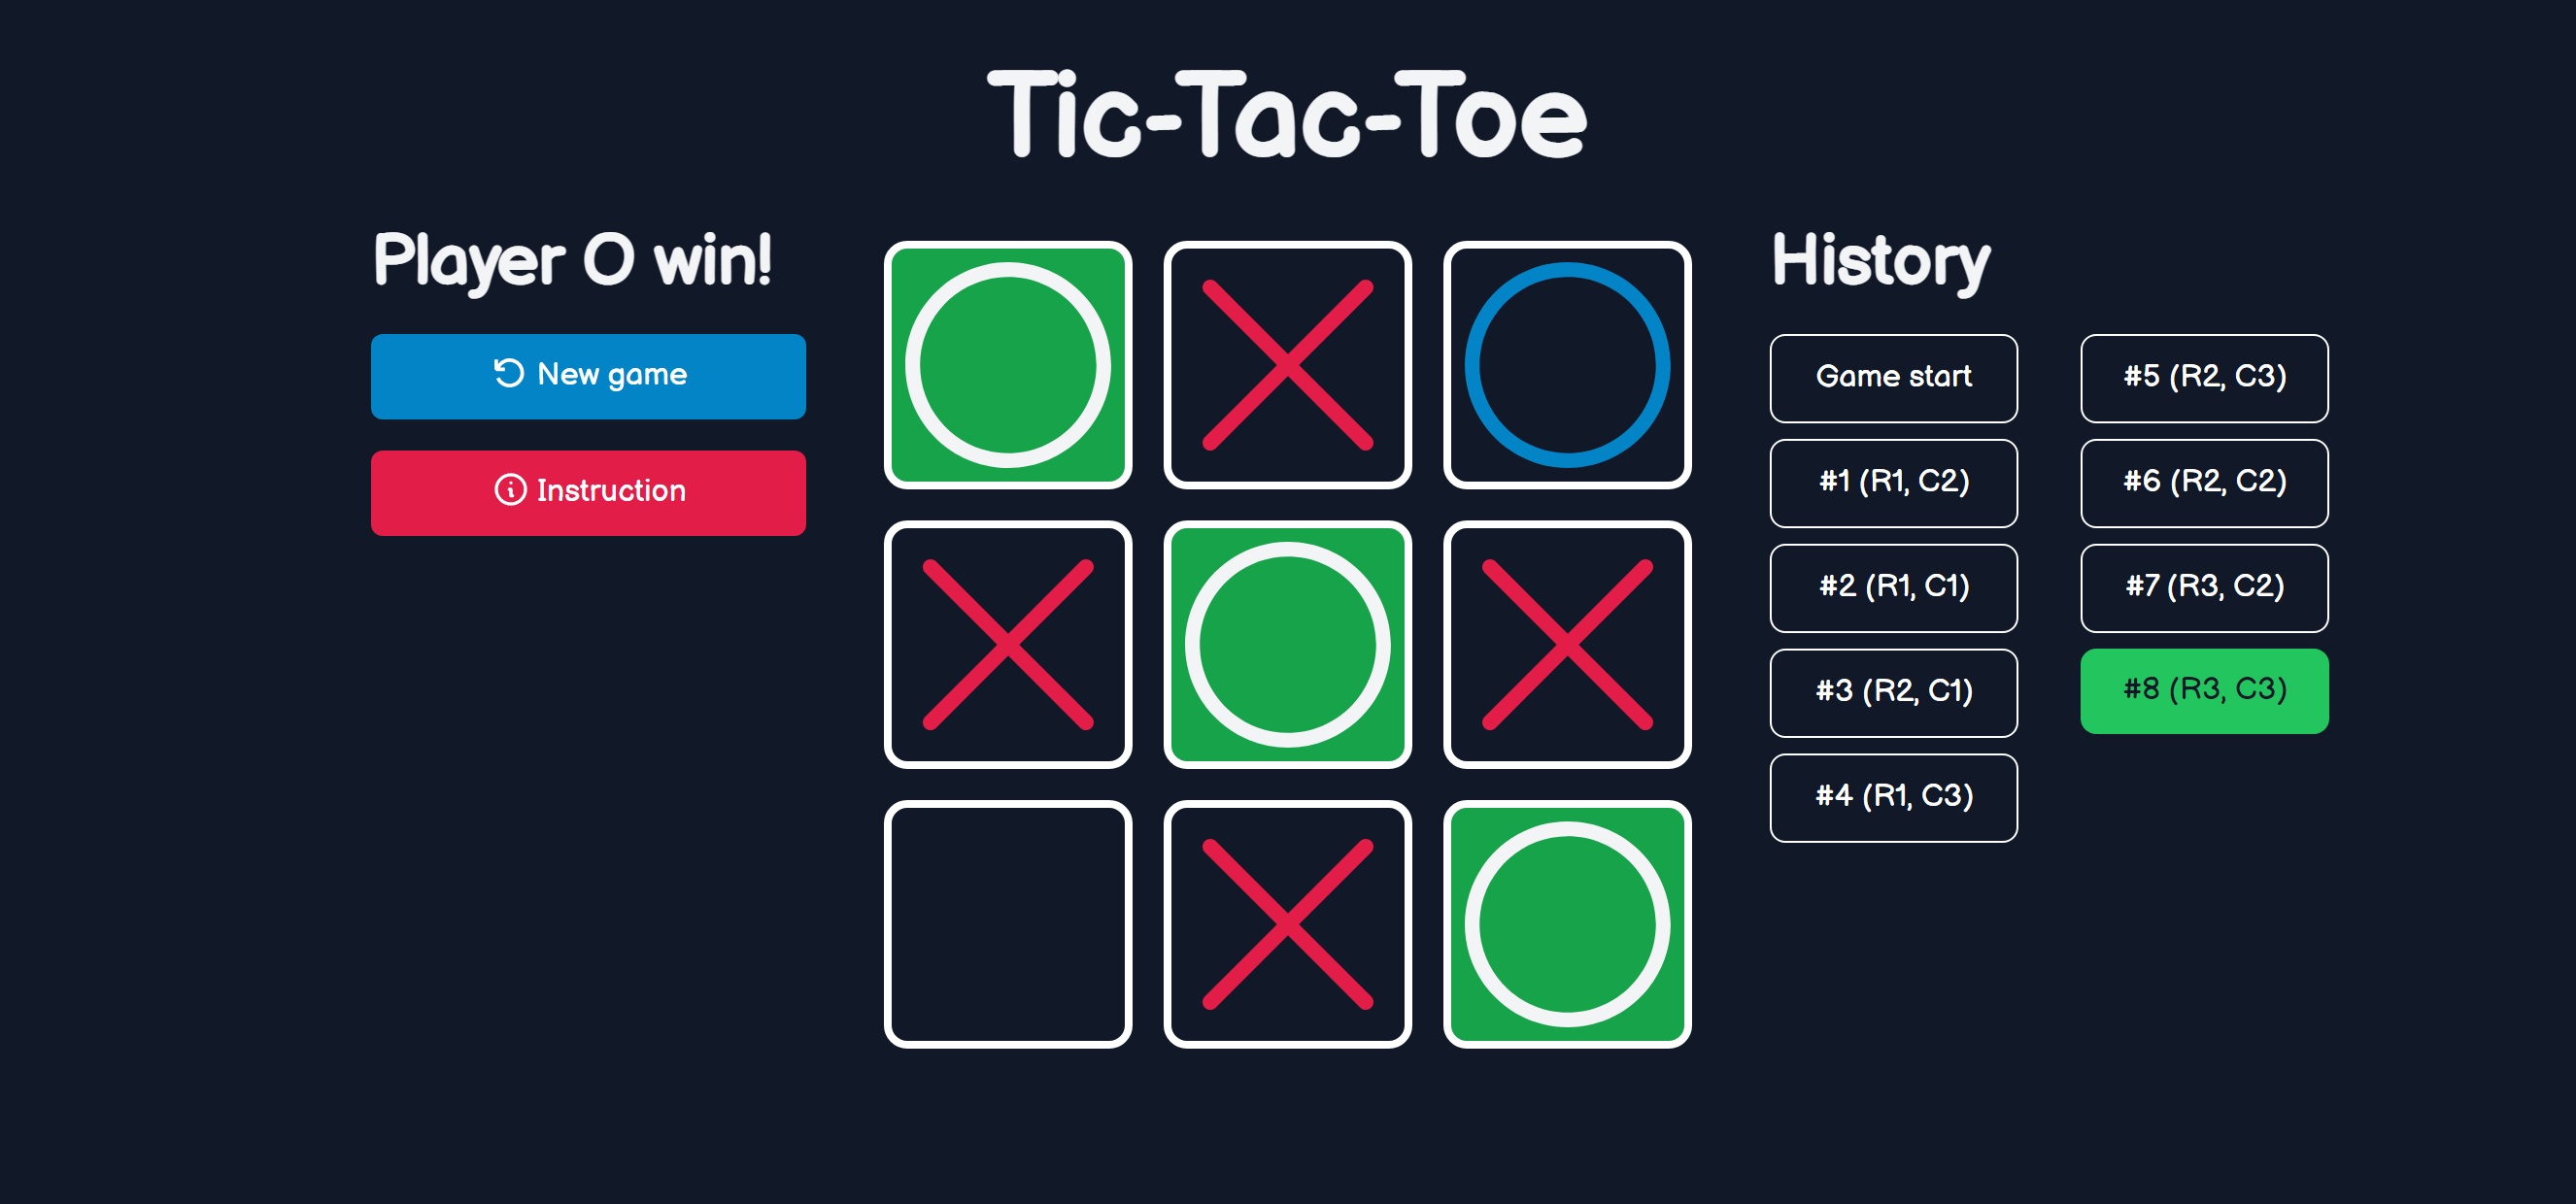 Tic-Tac-Toe
Player O win!
New game
Instruction
History
Game start
#1 (R1, C2)
#2 (R1, C1)
#3 (R2, C1)
#4 (R1, C3)
#5 (R2, C3)
#6 (R2, C2)
#7 (R3, C2)
#8 (R3, C3)